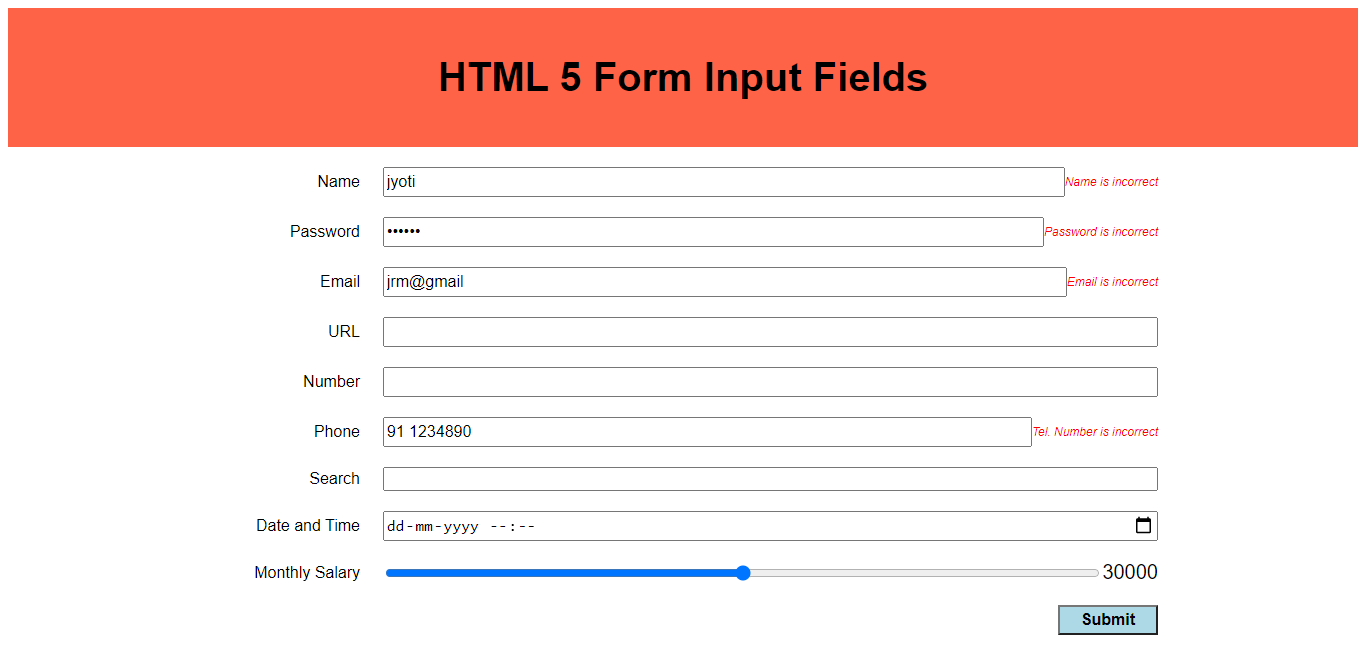 HTML 5 Form Input Fields
Name jyoti Name is incorrect
Password •••••• Password is incorrect
Email jrm@gmail Email is incorrect
URL
Number
Phone 91 1234890 Tel. Number is incorrect
Search
Date and Time dd-mm-yyyy --:--
Monthly Salary 30000
Submit